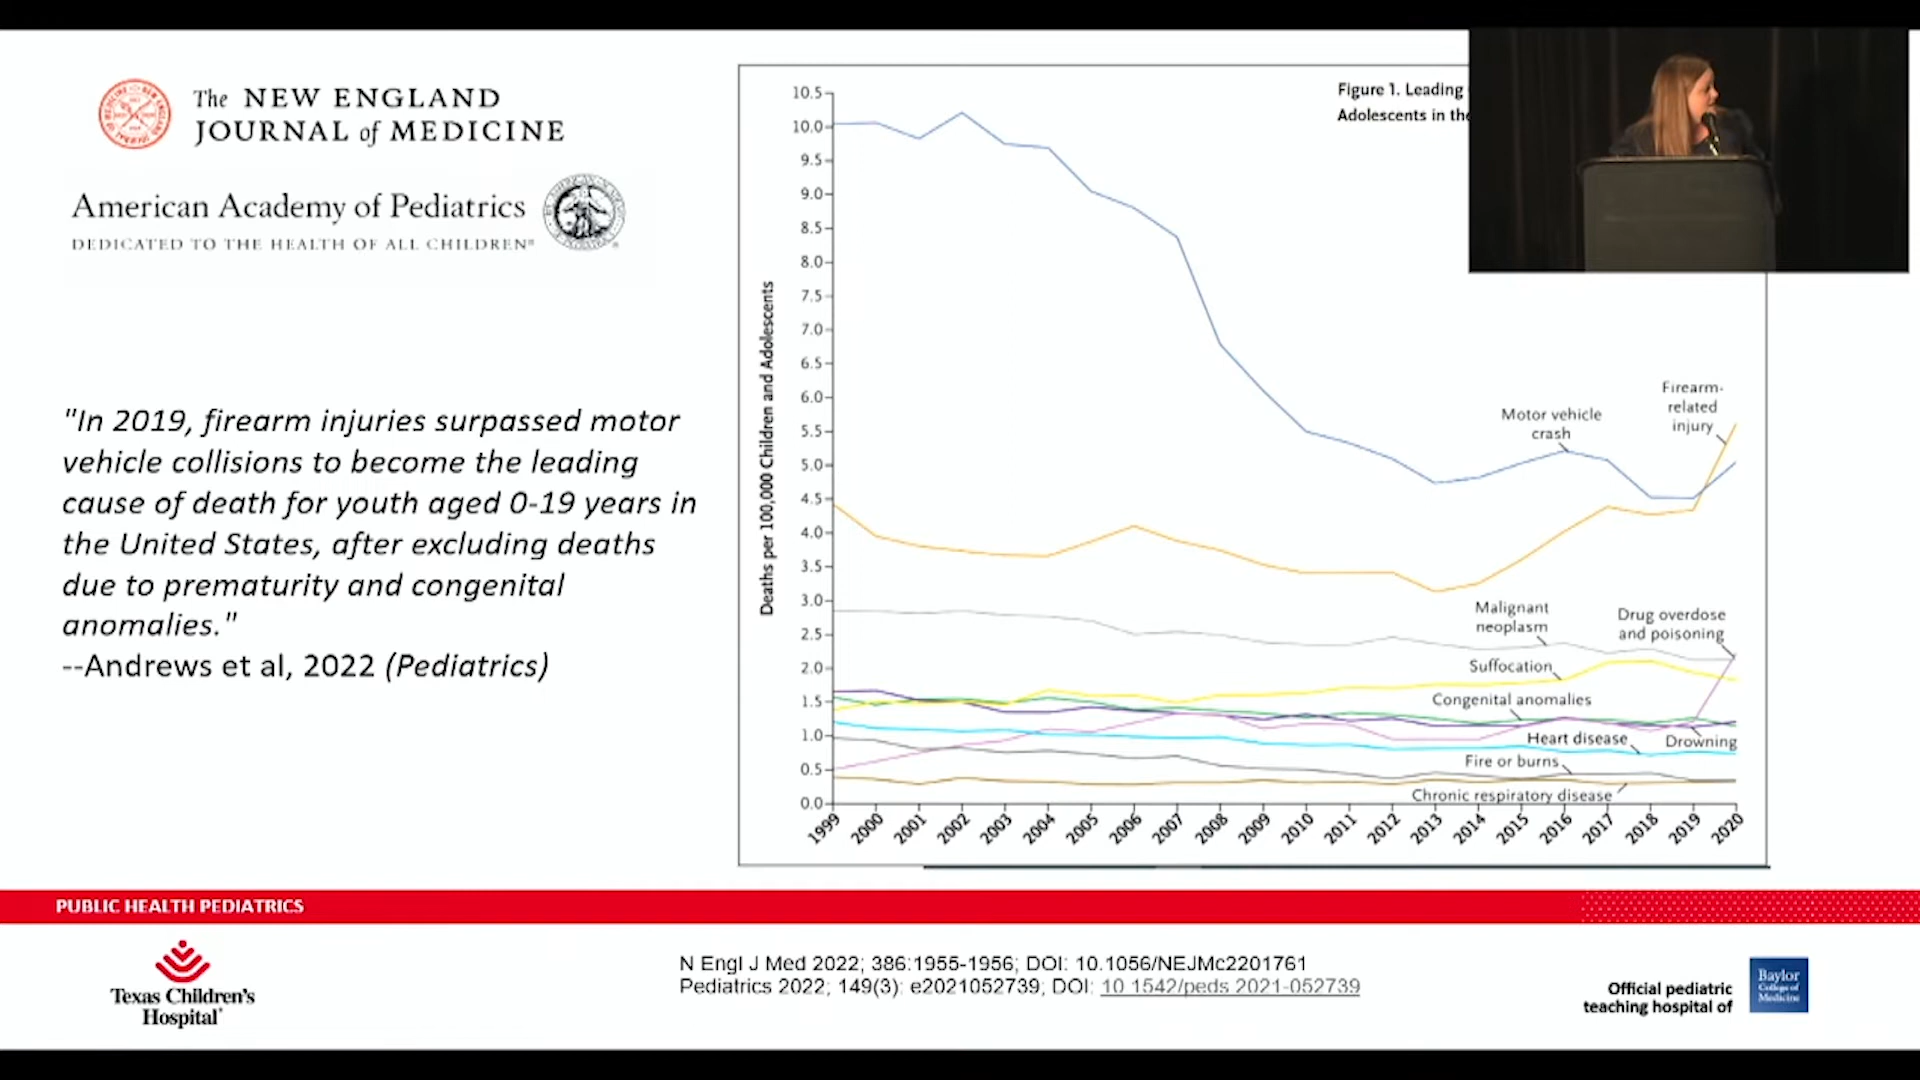 The NEW ENGLAND
JOURNAL of MEDICINE
American Academy of Pediatrics
DEDICATED TO THE HEALTH OF ALL CHILDREN®
"In 2019, firearm injuries surpassed motor
vehicle collisions to become the leading
cause of death for youth aged 0-19 years in
the United States, after excluding deaths
due to prematurity and congenital
anomalies."
--Andrews et al, 2022 (Pediatrics)
Figure 1. Leading
Adolescents in the
Deaths per 100,000 Children and Adolescents
10.5
10.0
9.5
9.0
8.5
8.0
7.5
7.0
6.5
6.0
5.5
5.0
4.5
4.0
3.5
3.0
2.5
2.0
1.5
1.0
0.5
0.0
Motor vehicle
crash
Firearm-
related
injury
Malignant
neoplasm
Drug overdose
and poisoning
Suffocation
Congenital anomalies
Heart disease
Drowning
Fire or burns
Chronic respiratory disease
1999 2000 2001 2002 2003 2004 2005 2006 2007 2008 2009 2010 2011 2012 2013 2014 2015 2016 2017 2018 2019 2020
PUBLIC HEALTH PEDIATRICS
Texas Children's
Hospital
N Engl J Med 2022; 386:1955-1956; DOI: 10.1056/NEJMc2201761
Pediatrics 2022; 149(3): e2021052739; DOI: 10.1542/peds.2021-052739
Official pediatric
teaching hospital of
Baylor
College of
Medicine